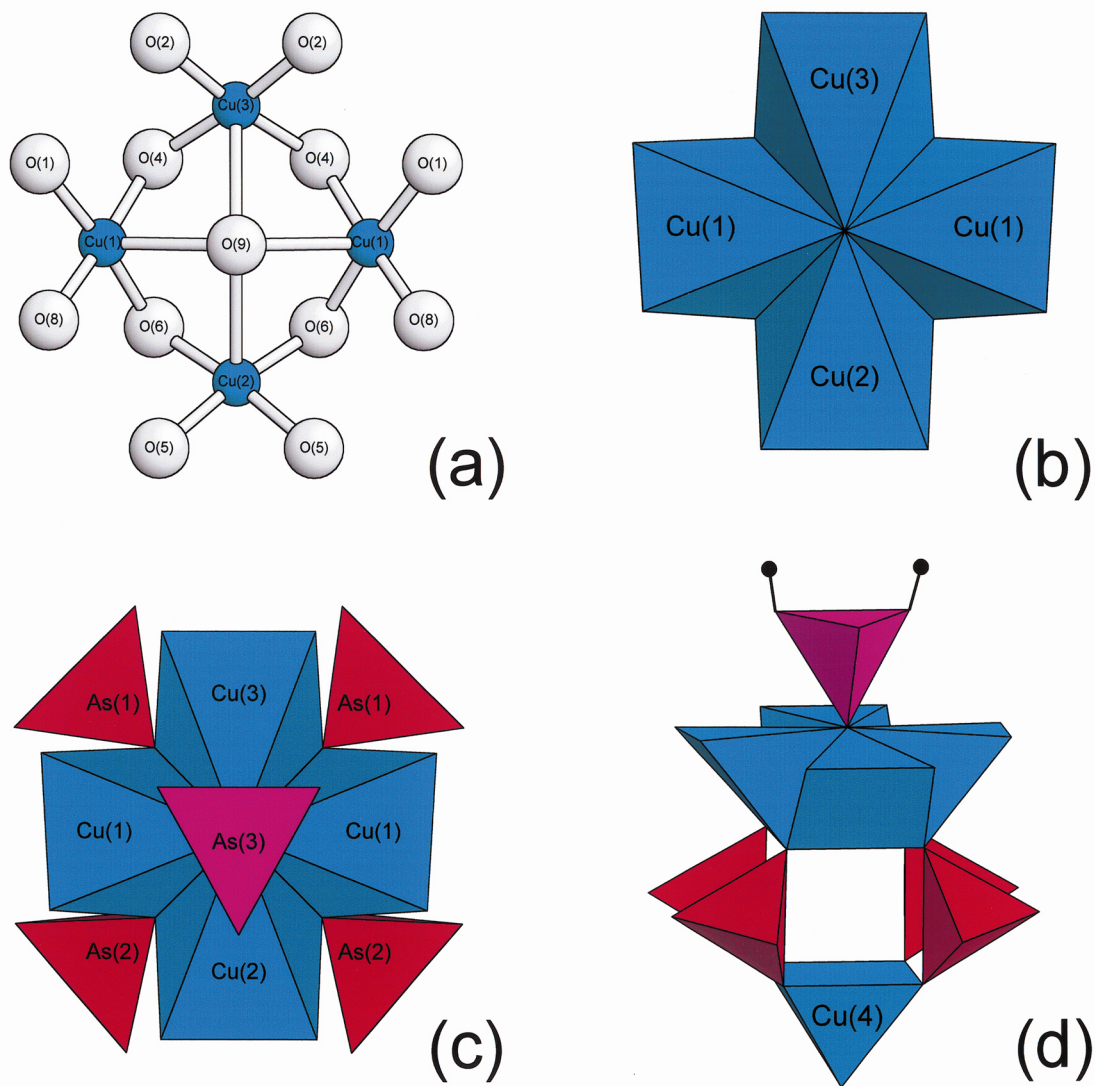 O(2) O(2)
Cu(3)
O(1) O(4) O(4) O(1)
Cu(1) O(9) Cu(1)
O(8) O(6) O(6) O(8)
Cu(2)
O(5) O(5)
(a)
Cu(3)
Cu(1) Cu(1)
Cu(2)
(b)
As(1) Cu(3) As(1)
Cu(1) As(3) Cu(1)
As(2) Cu(2) As(2)
(c)
Cu(4)
(d)